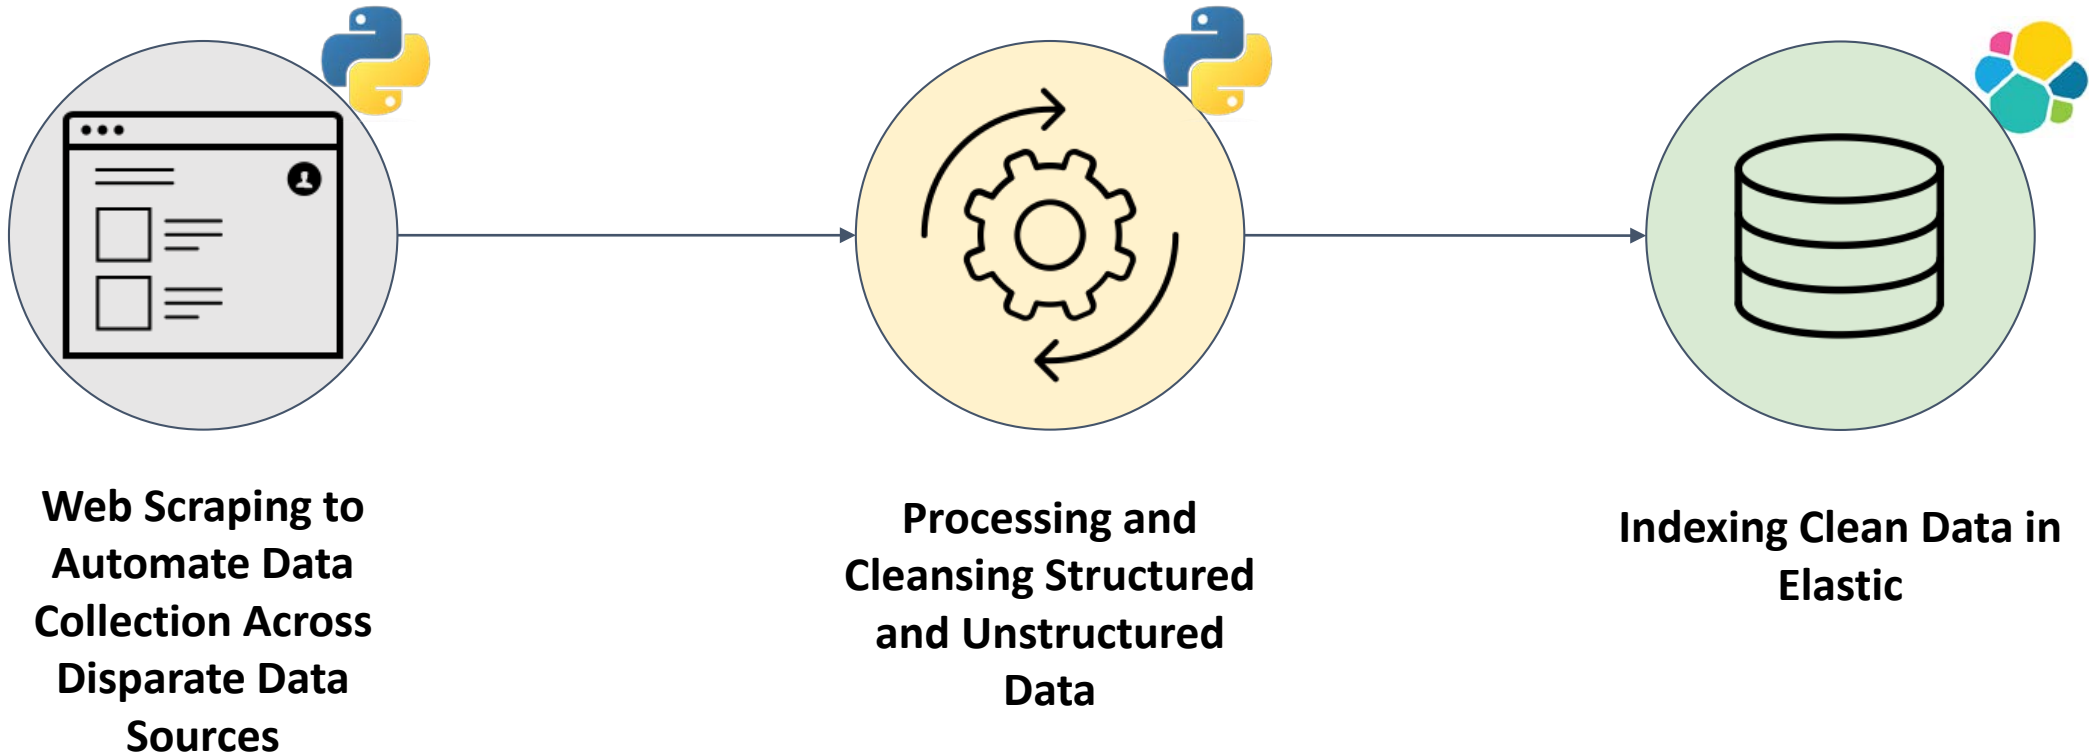 Web Scraping to
Automate Data
Collection Across
Disparate Data
Sources
Processing and
Cleansing Structured
and Unstructured
Data
Indexing Clean Data in
Elastic